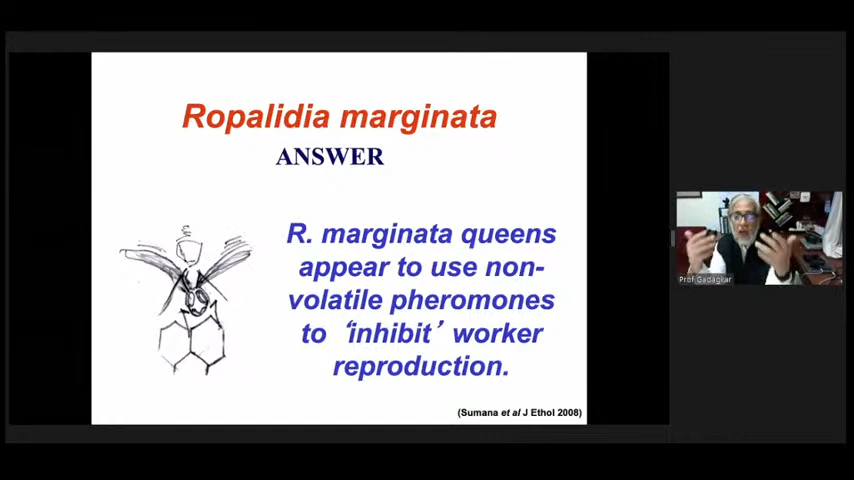 Ropalidia marginata
ANSWER
R. marginata queens
appear to use non-
volatile pheromones
to ‘inhibit’ worker
reproduction.
(Sumana et al J Ethol 2008)
Prof Gadagkar